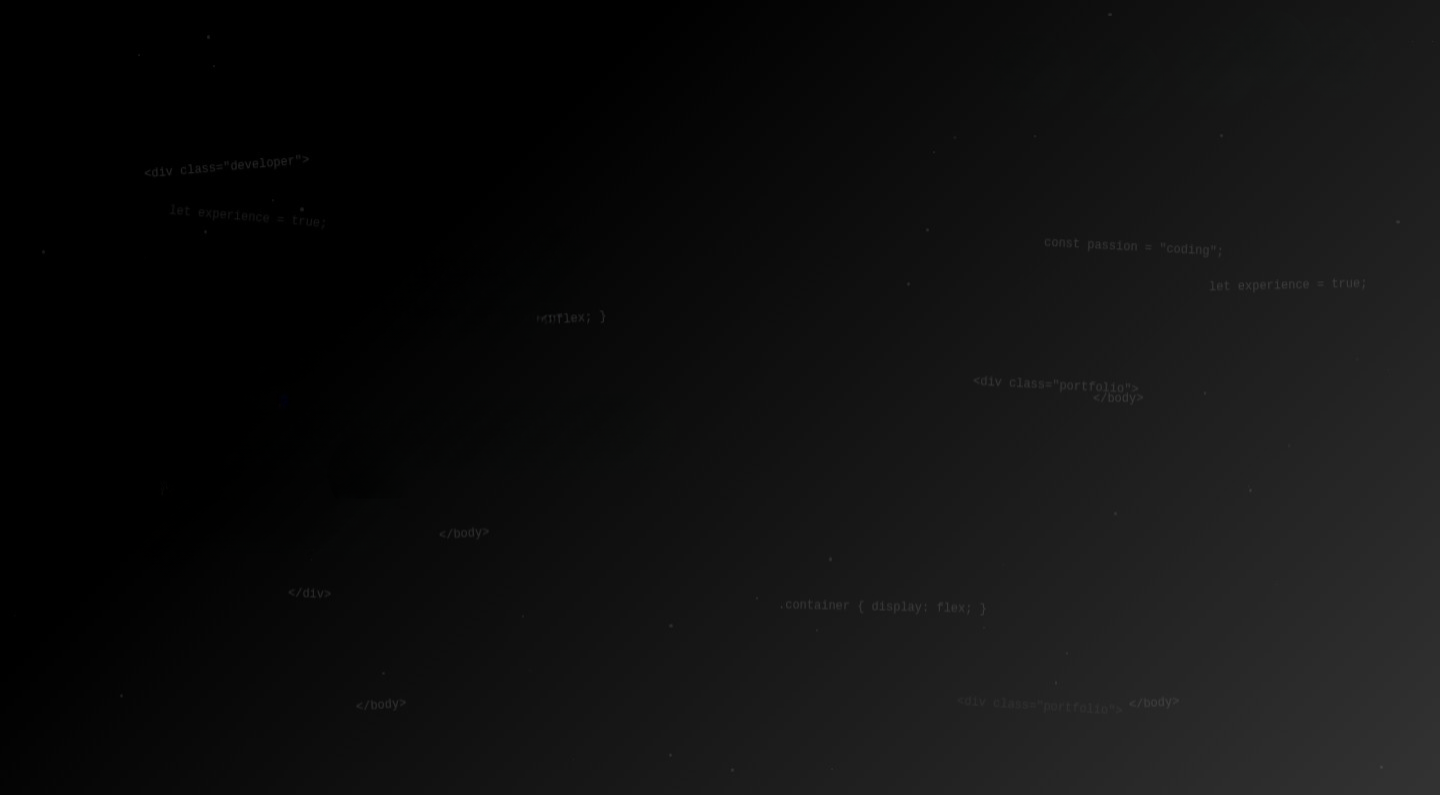 <div class="developer">
let experience = true;
const passion = "coding";
let experience = true;
flex; }
<div class="portfolio">
</body>
</body>
</div>
.container { display: flex; }
<div class="portfolio"> </body>
</body>